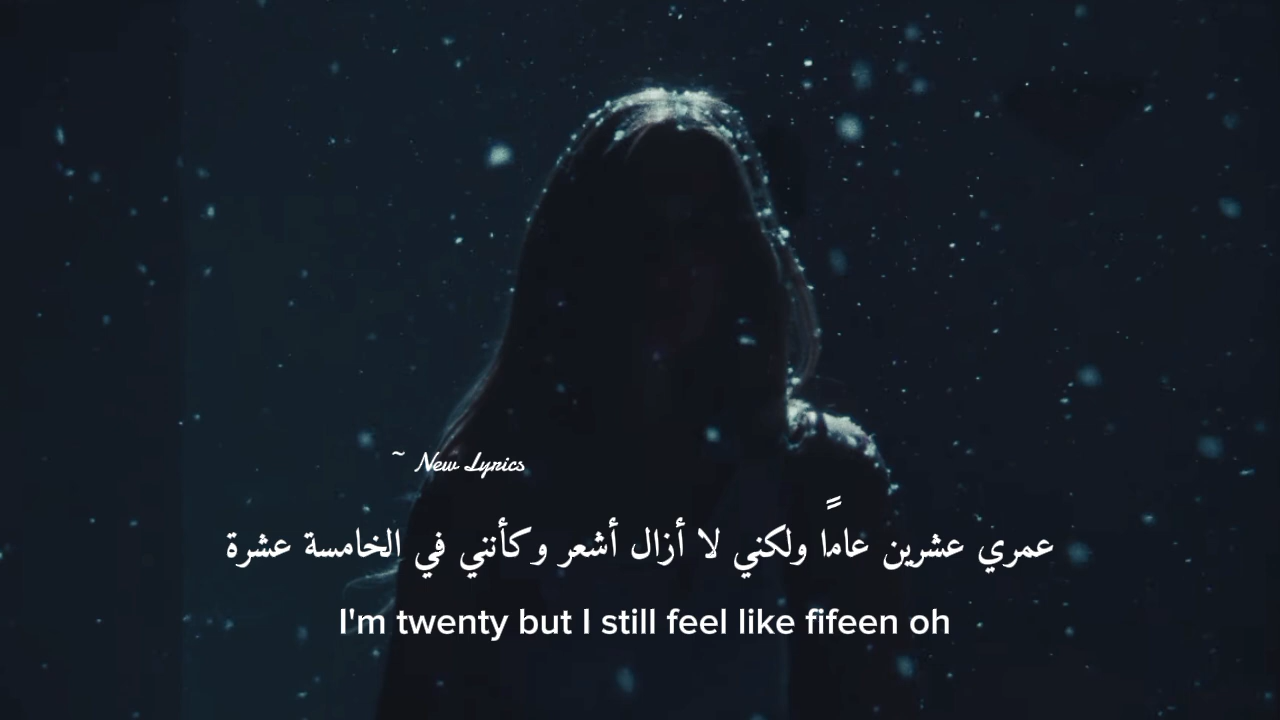 ~ New Lyrics
عمري عشرين عامًا ولكني لا أزال أشعر وكأنني في الخامسة عشرة
I'm twenty but I still feel like fifeen oh